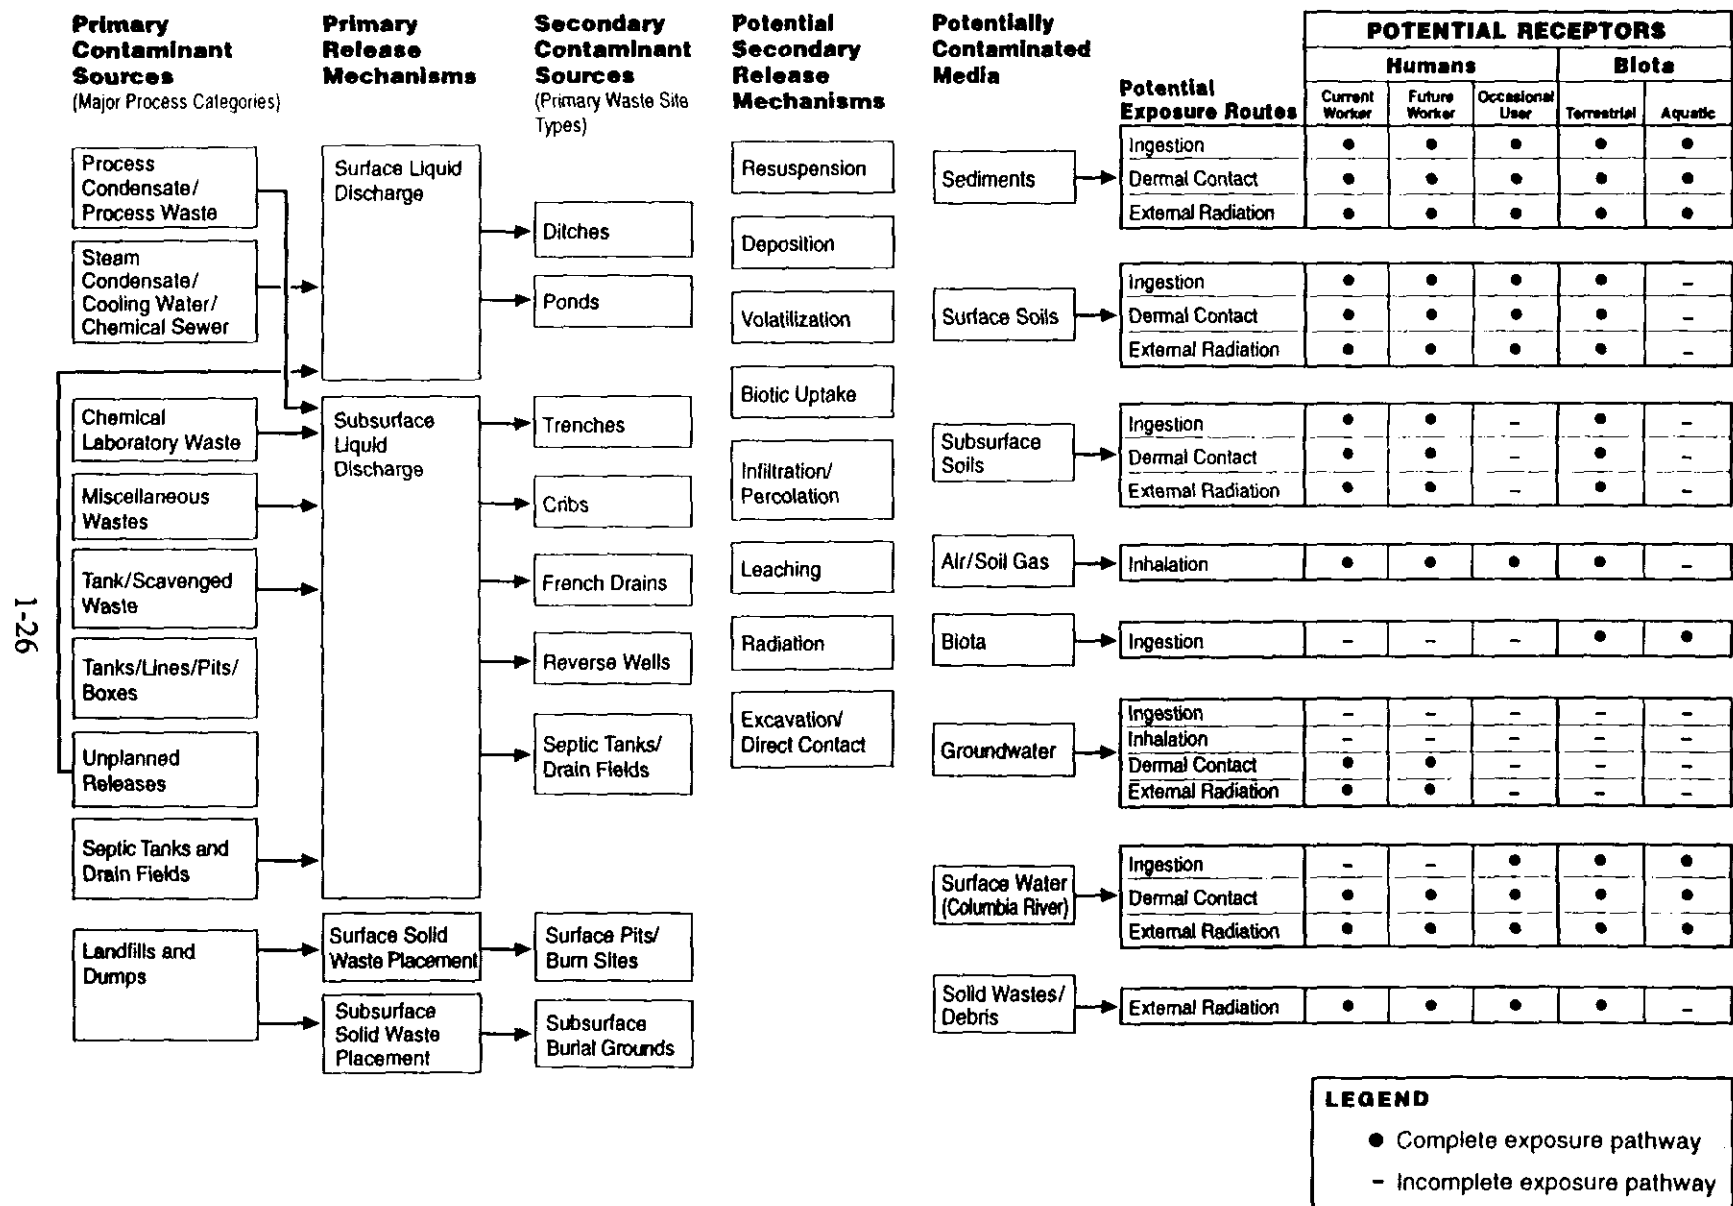 Primary
Contaminant
Sources
(Major Process Categories)
Primary
Release
Mechanisms
Secondary
Contaminant
Sources
(Primary Waste Site
Types)
Potential
Secondary
Release
Mechanisms
Potentially
Contaminated
Media
Potential
Exposure Routes
POTENTIAL RECEPTORS
Humans
Biota
Current
Worker
Future
Worker
Occasional
User
Terrestrial
Aquatic
Process
Condensate/
Process Waste
Steam
Condensate/
Cooling Water/
Chemical Sewer
Chemical
Laboratory Waste
Miscellaneous
Wastes
Tank/Scavenged
Waste
Tanks/Lines/Pits/
Boxes
Unplanned
Releases
Septic Tanks and
Drain Fields
Landfills and
Dumps
Surface Liquid
Discharge
Subsurface
Liquid
Discharge
Surface Solid
Waste Placement
Subsurface
Solid Waste
Placement
Ditches
Ponds
Trenches
Cribs
French Drains
Reverse Wells
Septic Tanks/
Drain Fields
Surface Pits/
Burn Sites
Subsurface
Burial Grounds
Resuspension
Deposition
Volatilization
Biotic Uptake
Infiltration/
Percolation
Leaching
Radiation
Excavation/
Direct Contact
Sediments
Ingestion ● ● ● ● ●
Dermal Contact ● ● ● ● ●
External Radiation ● ● ● ● ●
Surface Soils
Ingestion ● ● ● ● –
Dermal Contact ● ● ● ● –
External Radiation ● ● ● ● –
Subsurface
Soils
Ingestion ● ● – ● –
Dermal Contact ● ● – ● –
External Radiation ● ● – ● –
Air/Soil Gas
Inhalation ● ● ● ● –
Biota
Ingestion – – – ● ●
Groundwater
Ingestion – – – – –
Inhalation – – – – –
Dermal Contact ● ● – – –
External Radiation ● ● – – –
Surface Water
(Columbia River)
Ingestion – – ● ● ●
Dermal Contact ● ● ● ● ●
External Radiation ● ● ● ● ●
Solid Wastes/
Debris
External Radiation ● ● ● ● –
LEGEND
● Complete exposure pathway
– Incomplete exposure pathway
1-26